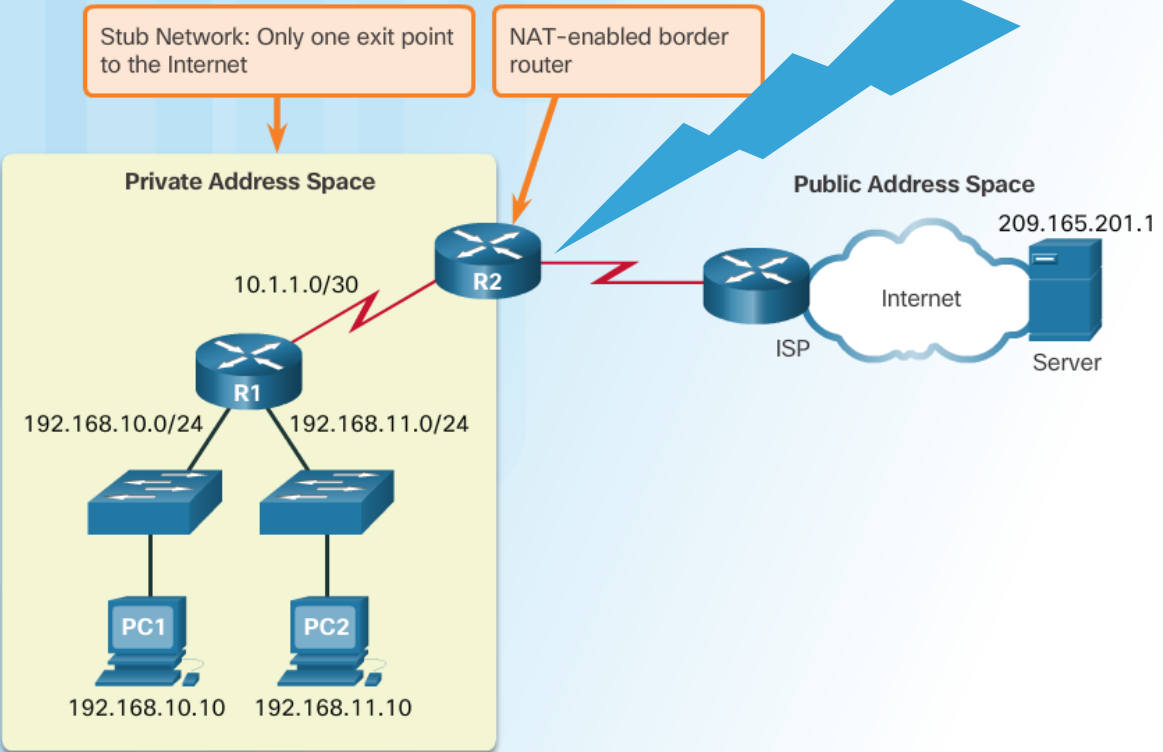 Stub Network: Only one exit point
to the Internet
NAT-enabled border
router
Private Address Space
Public Address Space
209.165.201.1
R2
10.1.1.0/30
Internet
ISP
Server
R1
192.168.10.0/24
192.168.11.0/24
PC1
PC2
192.168.10.10
192.168.11.10